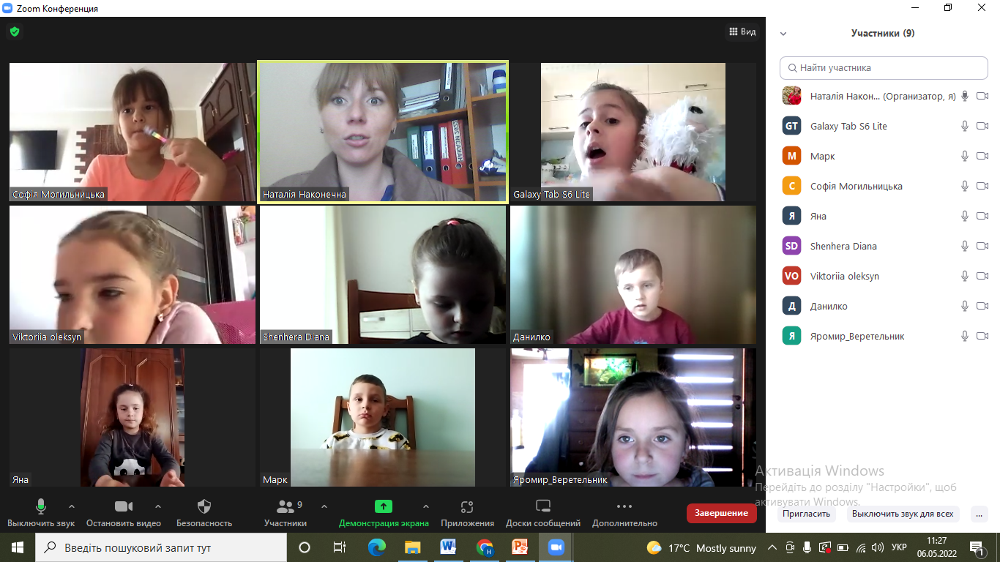 Zoom Конференция
Вид
Софія Могильницька
Наталія Наконечна
Galaxy Tab S6 Lite
Viktoriia oleksyn
Shenhera Diana
Данилко
Яна
Марк
Яромир_Веретельник
Участники (9)
Найти участника
Наталія Након... (Организатор, я)
GT Galaxy Tab S6 Lite
М Марк
С Софія Могильницька
Я Яна
SD Shenhera Diana
VO Viktoriia oleksyn
Д Данилко
Я Яромир_Веретельник
Активація Windows
Перейдіть до розділу "Настройки", щоб
активувати Windows.
Пригласить
Выключить звук для всех
...
Выключить звук
Остановить видео
Безопасность
9
Участники
Демонстрация экрана
Приложения
Доски сообщений
Дополнительно
Завершение
Введіть пошуковий запит тут
17°C Mostly sunny
УКР
11:27
06.05.2022
1